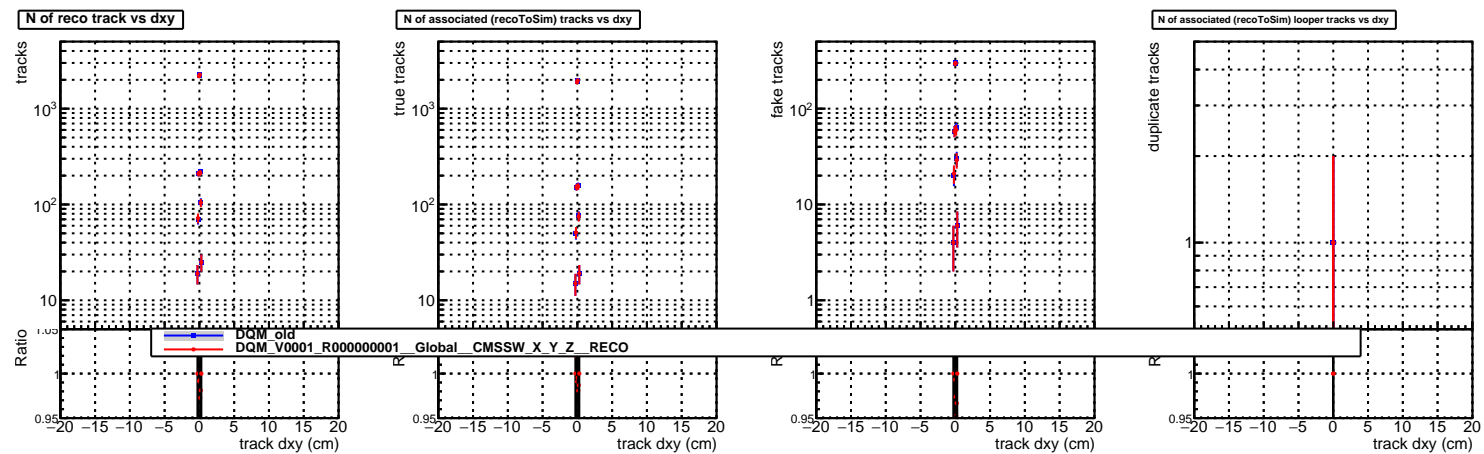 N of reco track vs dxy
N of associated (recoToSim) tracks vs dxy
N of associated (recoToSim) looper tracks vs dxy
tracks
true tracks
fake tracks
duplicate tracks
10³
10²
10
10³
10²
10
10²
10
1
1
DQM_old
DQM_V0001_R000000001__Global__CMSSW_X_Y_Z__RECO
Ratio
1.05
1
0.95
1
0.95
1
0.95
1
0.95
−20 −15 −10 −5 0 5 10 15 20
−20 −15 −10 −5 0 5 10 15 20
−20 −15 −10 −5 0 5 10 15 20
−20 −15 −10 −5 0 5 10 15 20
track dxy (cm)
track dxy (cm)
track dxy (cm)
track dxy (cm)